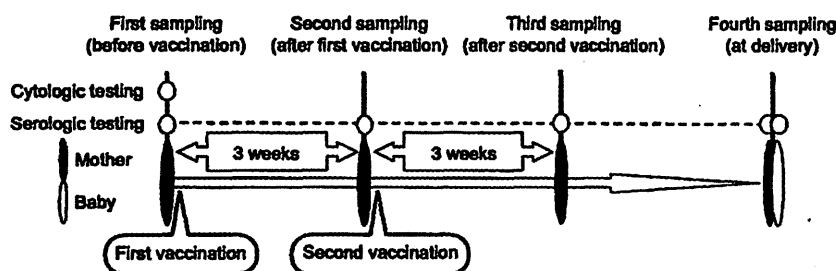 First sampling
(before vaccination)
Second sampling
(after first vaccination)
Third sampling
(after second vaccination)
Fourth sampling
(at delivery)
Cytologic testing
Serologic testing
3 weeks
3 weeks
Mother
Baby
First vaccination
Second vaccination